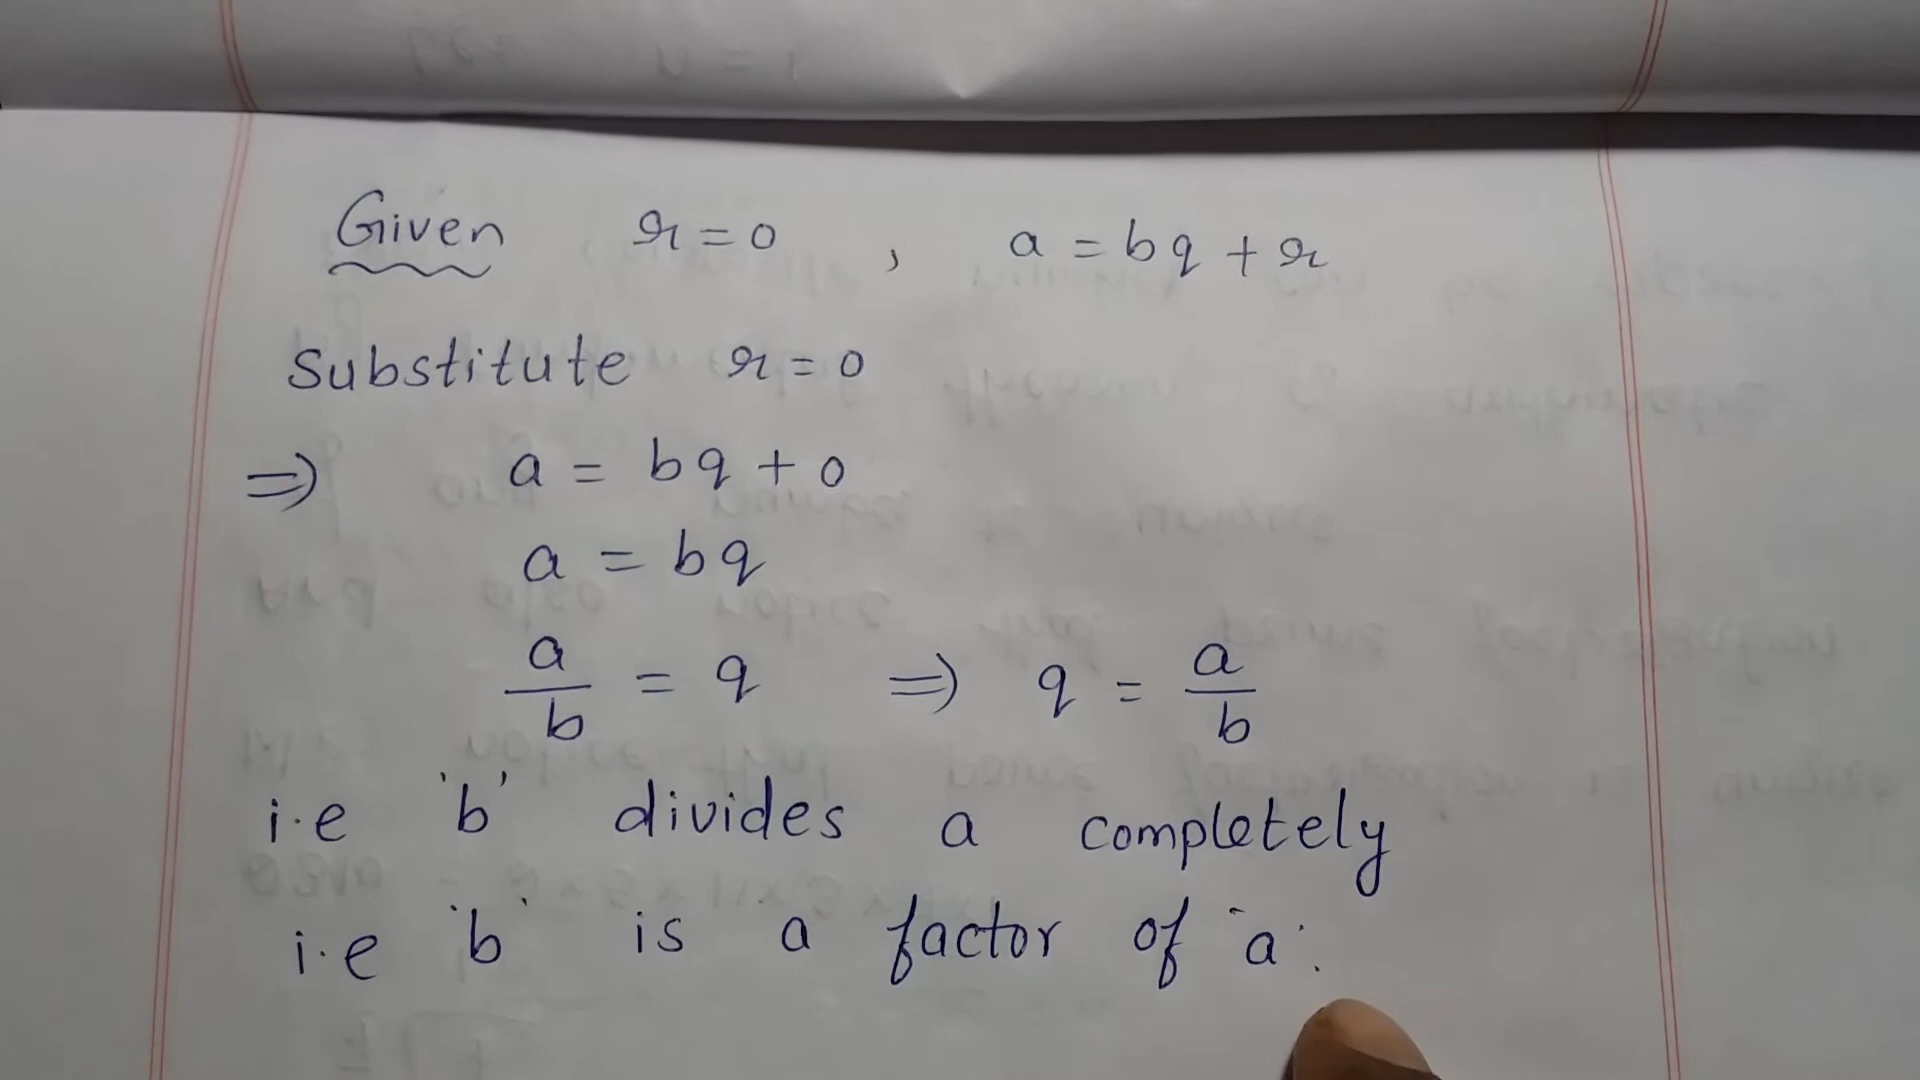 Given r = 0 , a = bq + r
Substitute r = 0
⇒ a = bq + 0
a = bq
a/b = q ⇒ q = a/b
i.e 'b' divides a completely
i.e 'b' is a factor of 'a'.